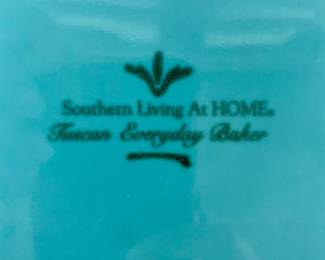 Southern Living At HOME®
Tuscan Everyday Baker